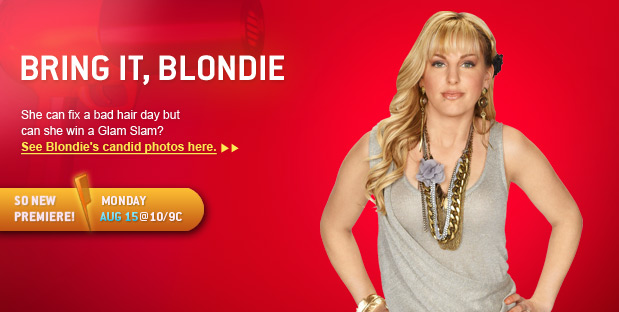 BRING IT, BLONDIE
She can fix a bad hair day but
can she win a Glam Slam?
See Blondie's candid photos here.
SO NEW
PREMIERE!
MONDAY
AUG 15@10/9C